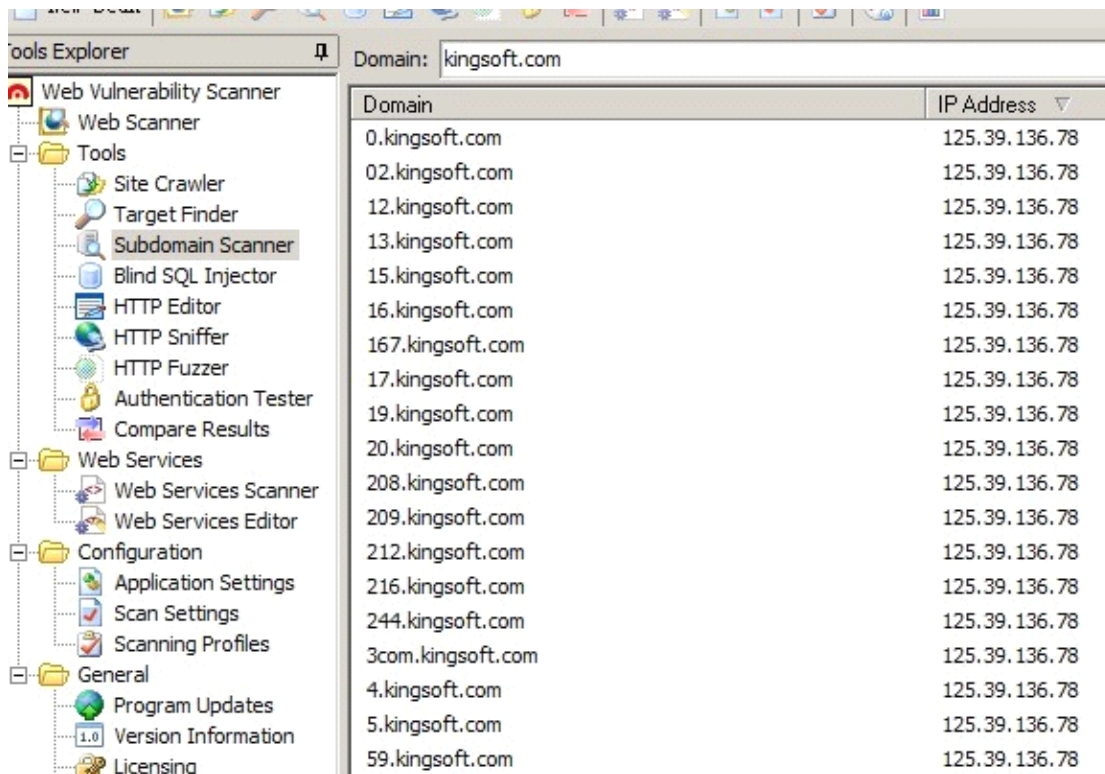 Tools Explorer
Web Vulnerability Scanner
Web Scanner
Tools
Site Crawler
Target Finder
Subdomain Scanner
Blind SQL Injector
HTTP Editor
HTTP Sniffer
HTTP Fuzzer
Authentication Tester
Compare Results
Web Services
Web Services Scanner
Web Services Editor
Configuration
Application Settings
Scan Settings
Scanning Profiles
General
Program Updates
1.0 Version Information
Licensing
Domain: kingsoft.com
Domain IP Address
0.kingsoft.com 125.39.136.78
02.kingsoft.com 125.39.136.78
12.kingsoft.com 125.39.136.78
13.kingsoft.com 125.39.136.78
15.kingsoft.com 125.39.136.78
16.kingsoft.com 125.39.136.78
167.kingsoft.com 125.39.136.78
17.kingsoft.com 125.39.136.78
19.kingsoft.com 125.39.136.78
20.kingsoft.com 125.39.136.78
208.kingsoft.com 125.39.136.78
209.kingsoft.com 125.39.136.78
212.kingsoft.com 125.39.136.78
216.kingsoft.com 125.39.136.78
244.kingsoft.com 125.39.136.78
3com.kingsoft.com 125.39.136.78
4.kingsoft.com 125.39.136.78
5.kingsoft.com 125.39.136.78
59.kingsoft.com 125.39.136.78